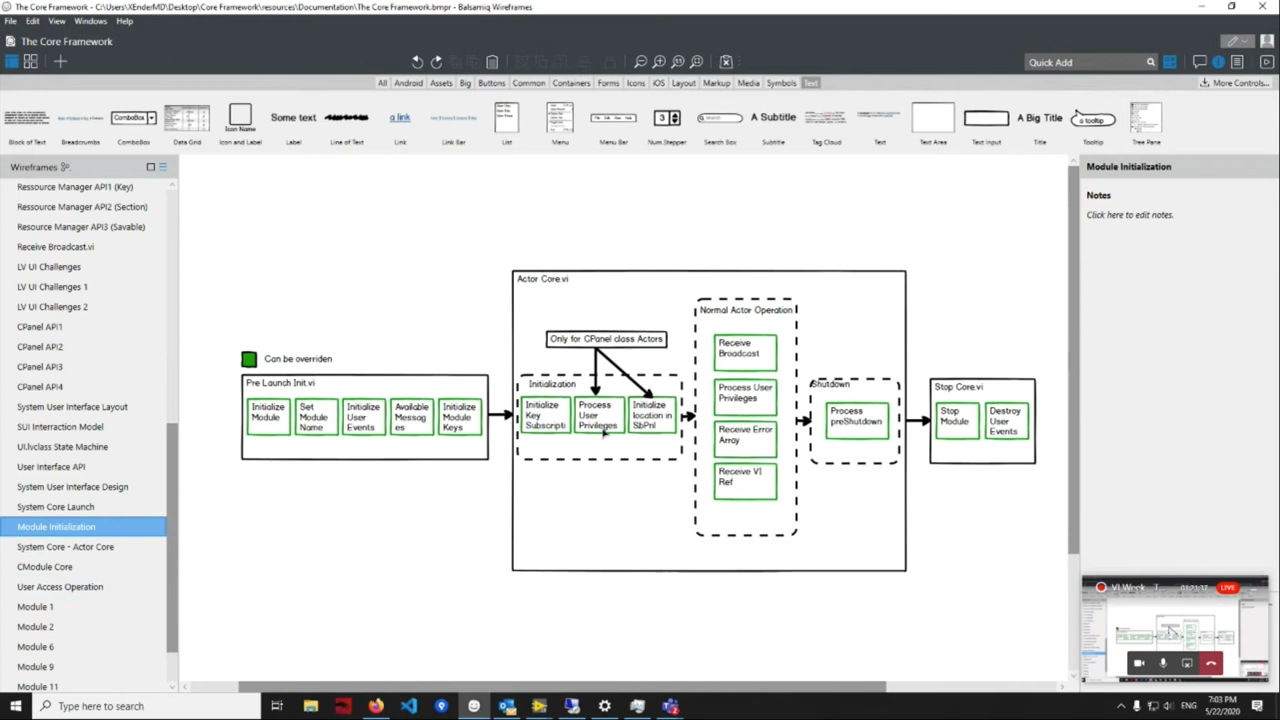 The Core Framework - C:\Users\XEnderMD\Desktop\Core Framework\resources\Documentation\The Core Framework.bmpr - Balsamiq Wireframes
File Edit View Windows Help
The Core Framework
Quick Add
All Android Assets Big Buttons Common Containers Forms Icons iOS Layout Markup Media Symbols Text
More Controls...
ComboBox
Some text
a link
3
A Subtitle
A Big Title
a tooltip
Block of Text Breadcrumbs ComboBox Data Grid Icon and Label Label Line of Text Link Link Bar List Menu Menu Bar Num.Stepper Search Box Subtitle Tag Cloud Text Text Area Text Input Title Tooltip Tree Pane
Wireframes
Ressource Manager API1 (Key)
Ressource Manager API2 (Section)
Resource Manager API3 (Savable)
Receive Broadcast.vi
LV UI Challenges
LV UI Challenges 1
LV UI Challenges 2
CPanel API1
CPanel API2
CPanel API3
CPanel API4
System User Interface Layout
SUI Interraction Model
UI.lvclass State Machine
User Interface API
System User Interface Design
System Core Launch
Module Initialization
System Core - Actor Core
CModule Core
User Access Operation
Module 1
Module 2
Module 6
Module 9
Module 11
Can be overriden
Pre Launch Init.vi
Initialize
Module
Set
Module
Name
Initialize
User
Events
Available
Messag
es
Initialize
Module
Keys
Actor Core.vi
Only for CPanel class Actors
Initialization
Initialize
Key
Subscripti
Process
User
Privileges
Initialize
location in
SbPnl
Normal Actor Operation
Receive
Broadcast
Process User
Privileges
Receive Error
Array
Receive VI
Ref
Shutdown
Process
preShutdown
Stop Core.vi
Stop
Module
Destroy
User
Events
Module Initialization
Notes
Click here to edit notes.
VI Week
LIVE
Type here to search
ENG
7:03 PM
5/22/2020